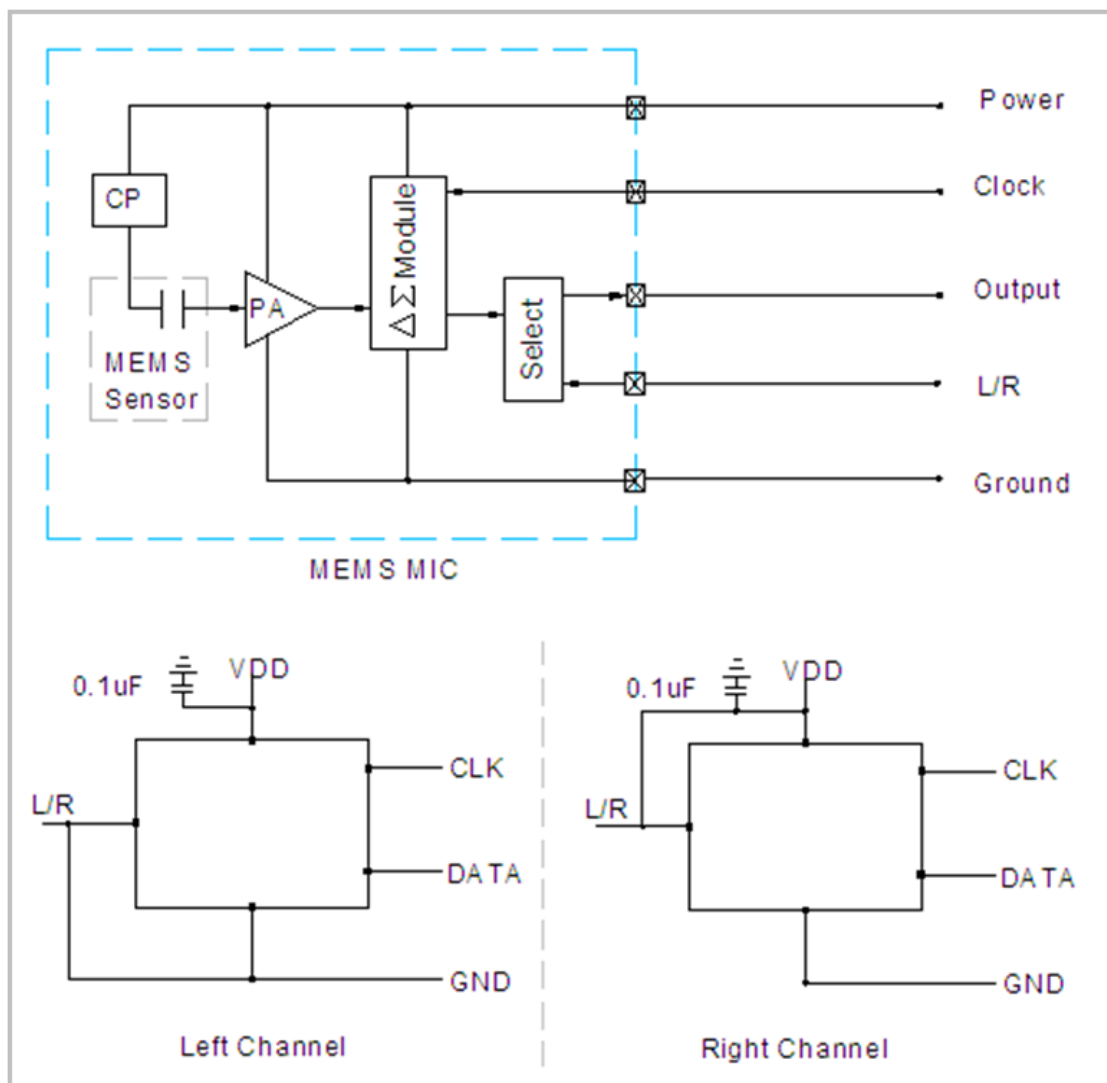 Power
CP
Clock
ΔΣ Module
PA
Select
Output
MEMS
Sensor
L/R
Ground
MEMS MIC
0.1uF
VDD
CLK
L/R
DATA
GND
Left Channel
0.1uF
VDD
CLK
L/R
DATA
GND
Right Channel